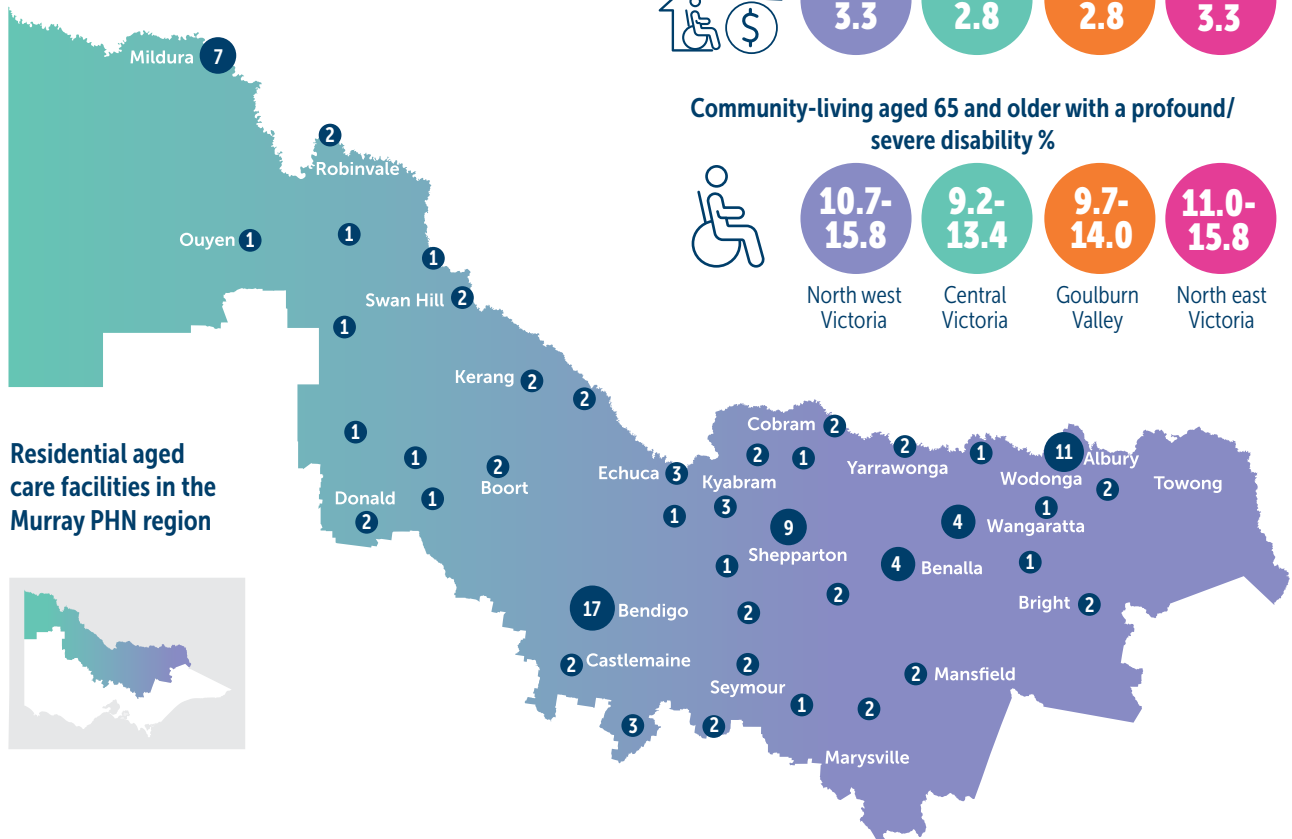 3.3
2.8
2.8
3.3
$
Community-living aged 65 and older with a profound/
severe disability %
10.7-
15.8
9.2-
13.4
9.7-
14.0
11.0-
15.8
North west
Victoria
Central
Victoria
Goulburn
Valley
North east
Victoria
Residential aged
care facilities in the
Murray PHN region
Mildura 7
2
Robinvale
Ouyen 1
1
1
Swan Hill 2
1
Kerang 2
2
1
1
2
Boort
1
Donald
2
Cobram 2
2
1
Echuca 3
Kyabram
3
1
2
Yarrawonga
1
11 Albury
Wodonga
2
Towong
1
4
Wangaratta
9
Shepparton
1
4 Benalla
1
2
Bright 2
17 Bendigo
2
2 Castlemaine
2
Seymour
2 Mansfield
1
2
3
2
Marysville